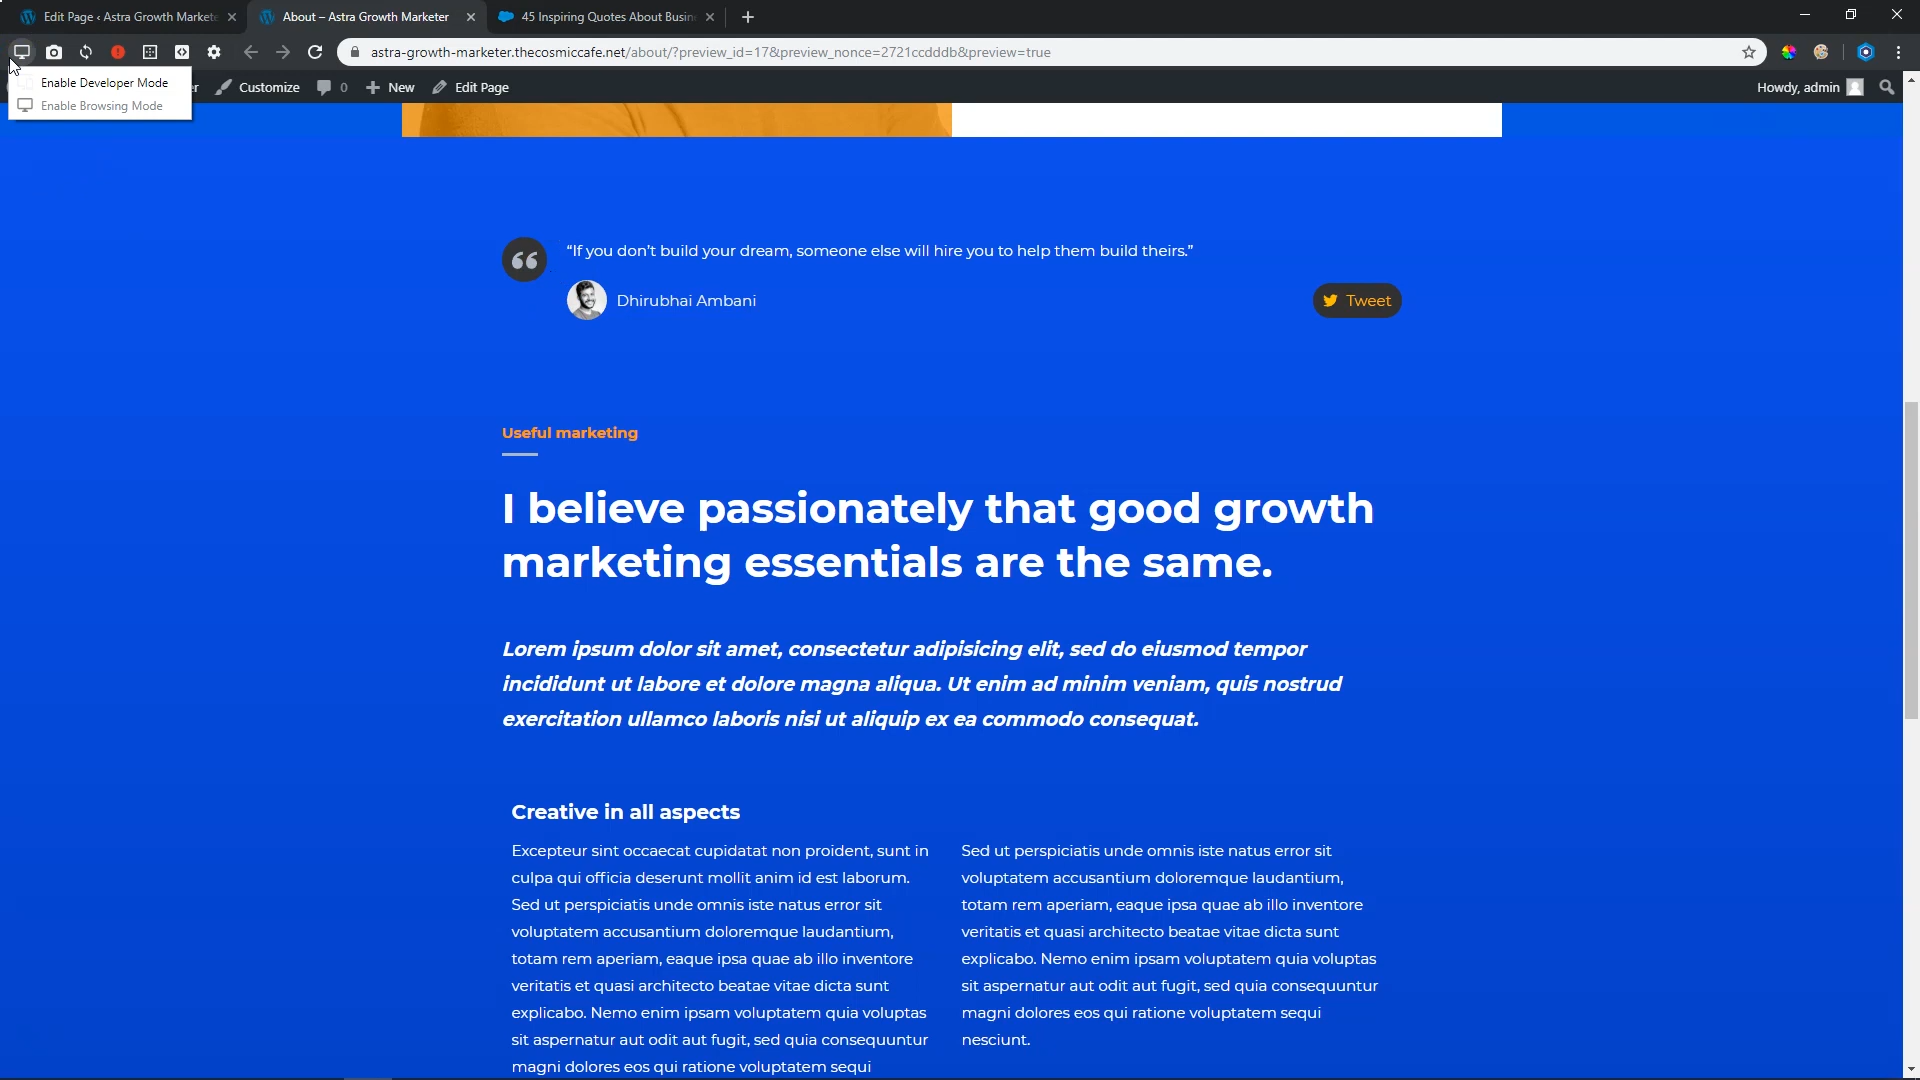 Edit Page ‹ Astra Growth Markete
About – Astra Growth Marketer
45 Inspiring Quotes About Busin
astra-growth-marketer.thecosmiccafe.net/about/?preview_id=17&preview_nonce=2721ccdddb&preview=true
Enable Developer Mode
Enable Browsing Mode
er
Customize
0
New
Edit Page
Howdy, admin
“If you don’t build your dream, someone else will hire you to help them build theirs.”
Dhirubhai Ambani
Tweet
Useful marketing
I believe passionately that good growth
marketing essentials are the same.
Lorem ipsum dolor sit amet, consectetur adipisicing elit, sed do eiusmod tempor
incididunt ut labore et dolore magna aliqua. Ut enim ad minim veniam, quis nostrud
exercitation ullamco laboris nisi ut aliquip ex ea commodo consequat.
Creative in all aspects
Excepteur sint occaecat cupidatat non proident, sunt in
culpa qui officia deserunt mollit anim id est laborum.
Sed ut perspiciatis unde omnis iste natus error sit
voluptatem accusantium doloremque laudantium,
totam rem aperiam, eaque ipsa quae ab illo inventore
veritatis et quasi architecto beatae vitae dicta sunt
explicabo. Nemo enim ipsam voluptatem quia voluptas
sit aspernatur aut odit aut fugit, sed quia consequuntur
magni dolores eos qui ratione voluptatem sequi
Sed ut perspiciatis unde omnis iste natus error sit
voluptatem accusantium doloremque laudantium,
totam rem aperiam, eaque ipsa quae ab illo inventore
veritatis et quasi architecto beatae vitae dicta sunt
explicabo. Nemo enim ipsam voluptatem quia voluptas
sit aspernatur aut odit aut fugit, sed quia consequuntur
magni dolores eos qui ratione voluptatem sequi
nesciunt.